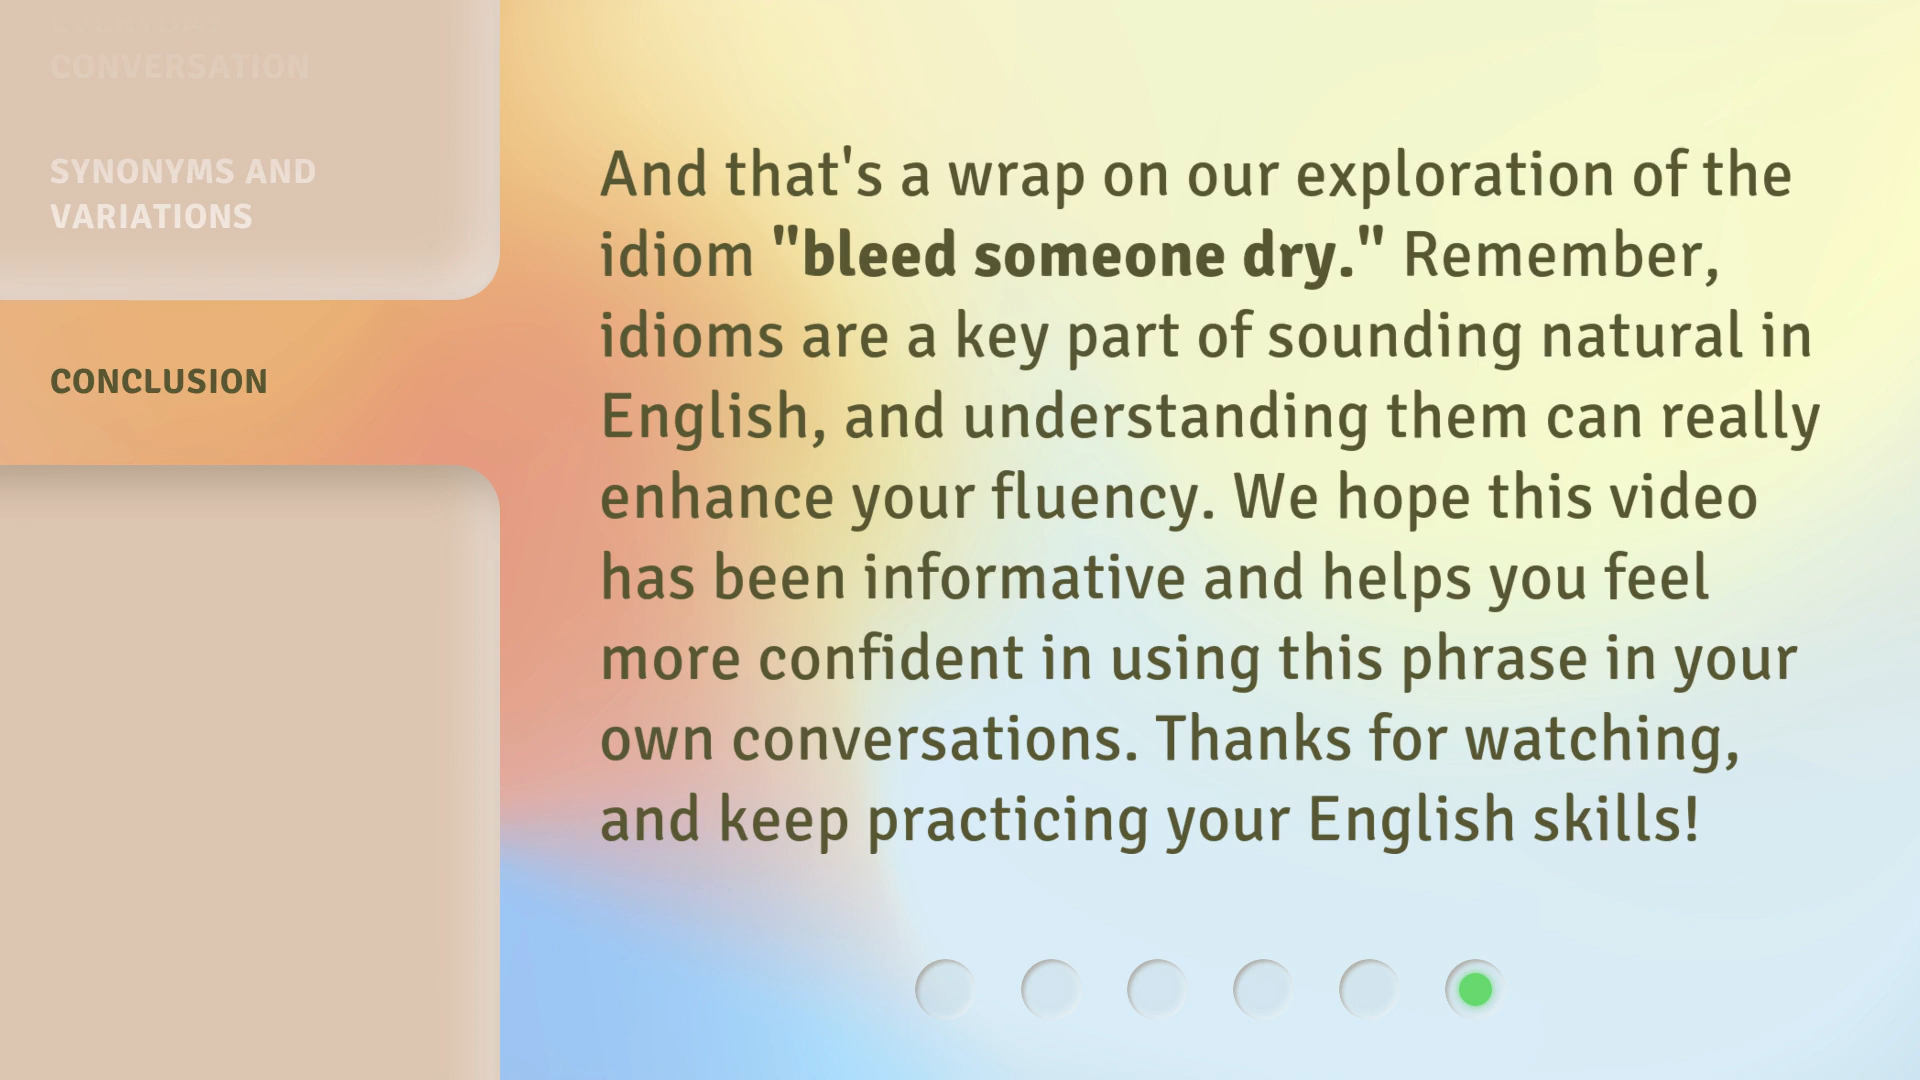 EVERYDAY
CONVERSATION
SYNONYMS AND
VARIATIONS
CONCLUSION
And that's a wrap on our exploration of the
idiom "bleed someone dry." Remember,
idioms are a key part of sounding natural in
English, and understanding them can really
enhance your fluency. We hope this video
has been informative and helps you feel
more confident in using this phrase in your
own conversations. Thanks for watching,
and keep practicing your English skills!